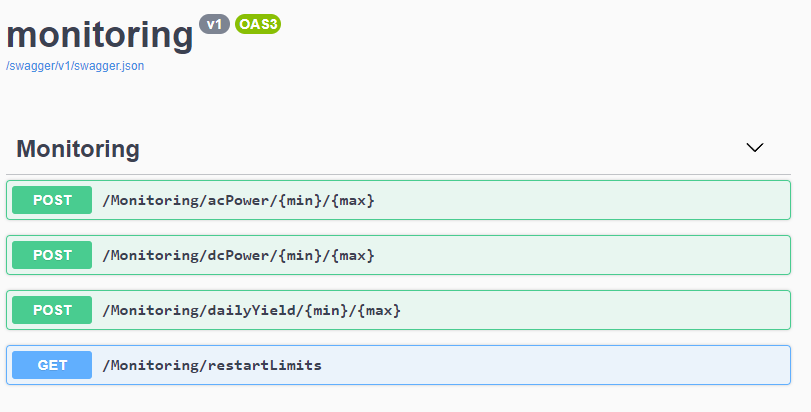 monitoring v1 OAS3
/swagger/v1/swagger.json
Monitoring
POST /Monitoring/acPower/{min}/{max}
POST /Monitoring/dcPower/{min}/{max}
POST /Monitoring/dailyYield/{min}/{max}
GET /Monitoring/restartLimits